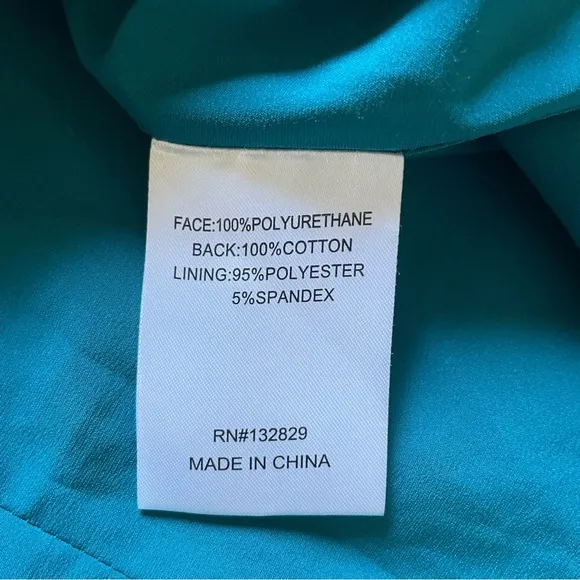 FACE:100%POLYURETHANE
BACK:100%COTTON
LINING:95%POLYESTER
5%SPANDEX
RN#132829
MADE IN CHINA